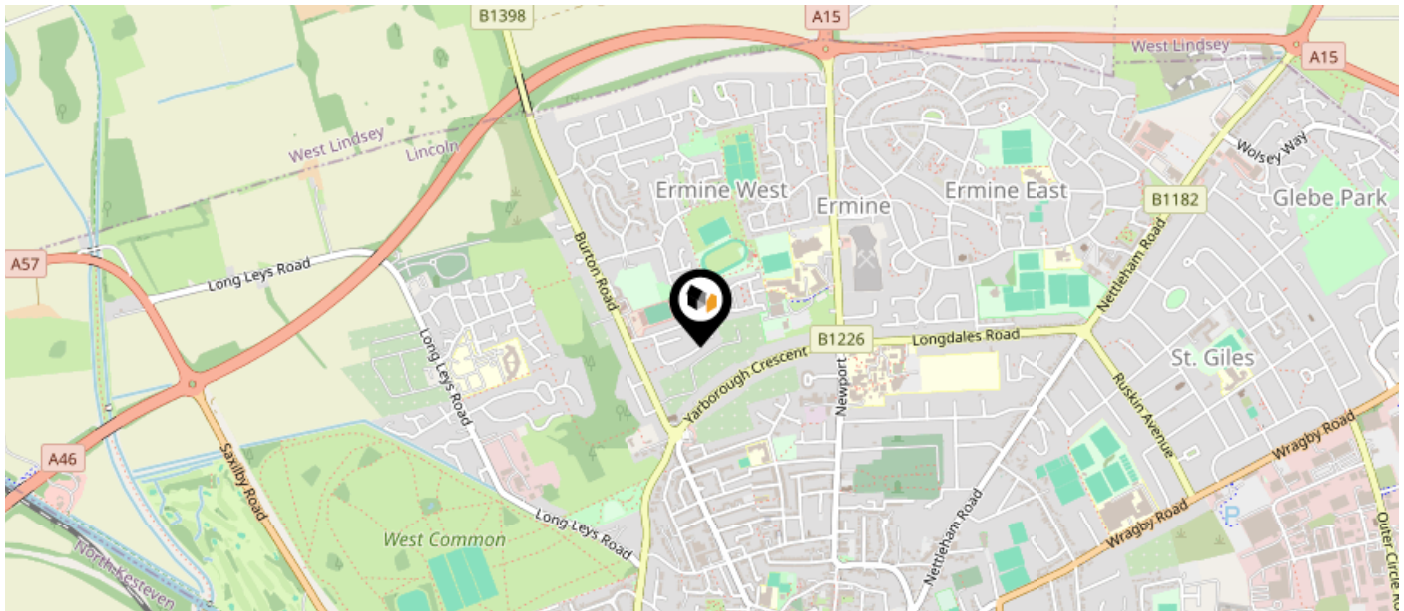 B1398
A15
West Lindsey
A15
West Lindsey
Lincoln
Wolsey Way
Ermine West
Ermine
Ermine East
B1182
Glebe Park
A57
Long Leys Road
Burton Road
Nettleham Road
Long Leys Road
Yarborough Crescent
B1226
Longdales Road
St. Giles
Newport
Ruskin Avenue
A46
Saxilby Road
Wragby Road
West Common
Long Leys Road
Nettleham Road
Wragby Road
P
Outer Circle Ro
North Kesteven